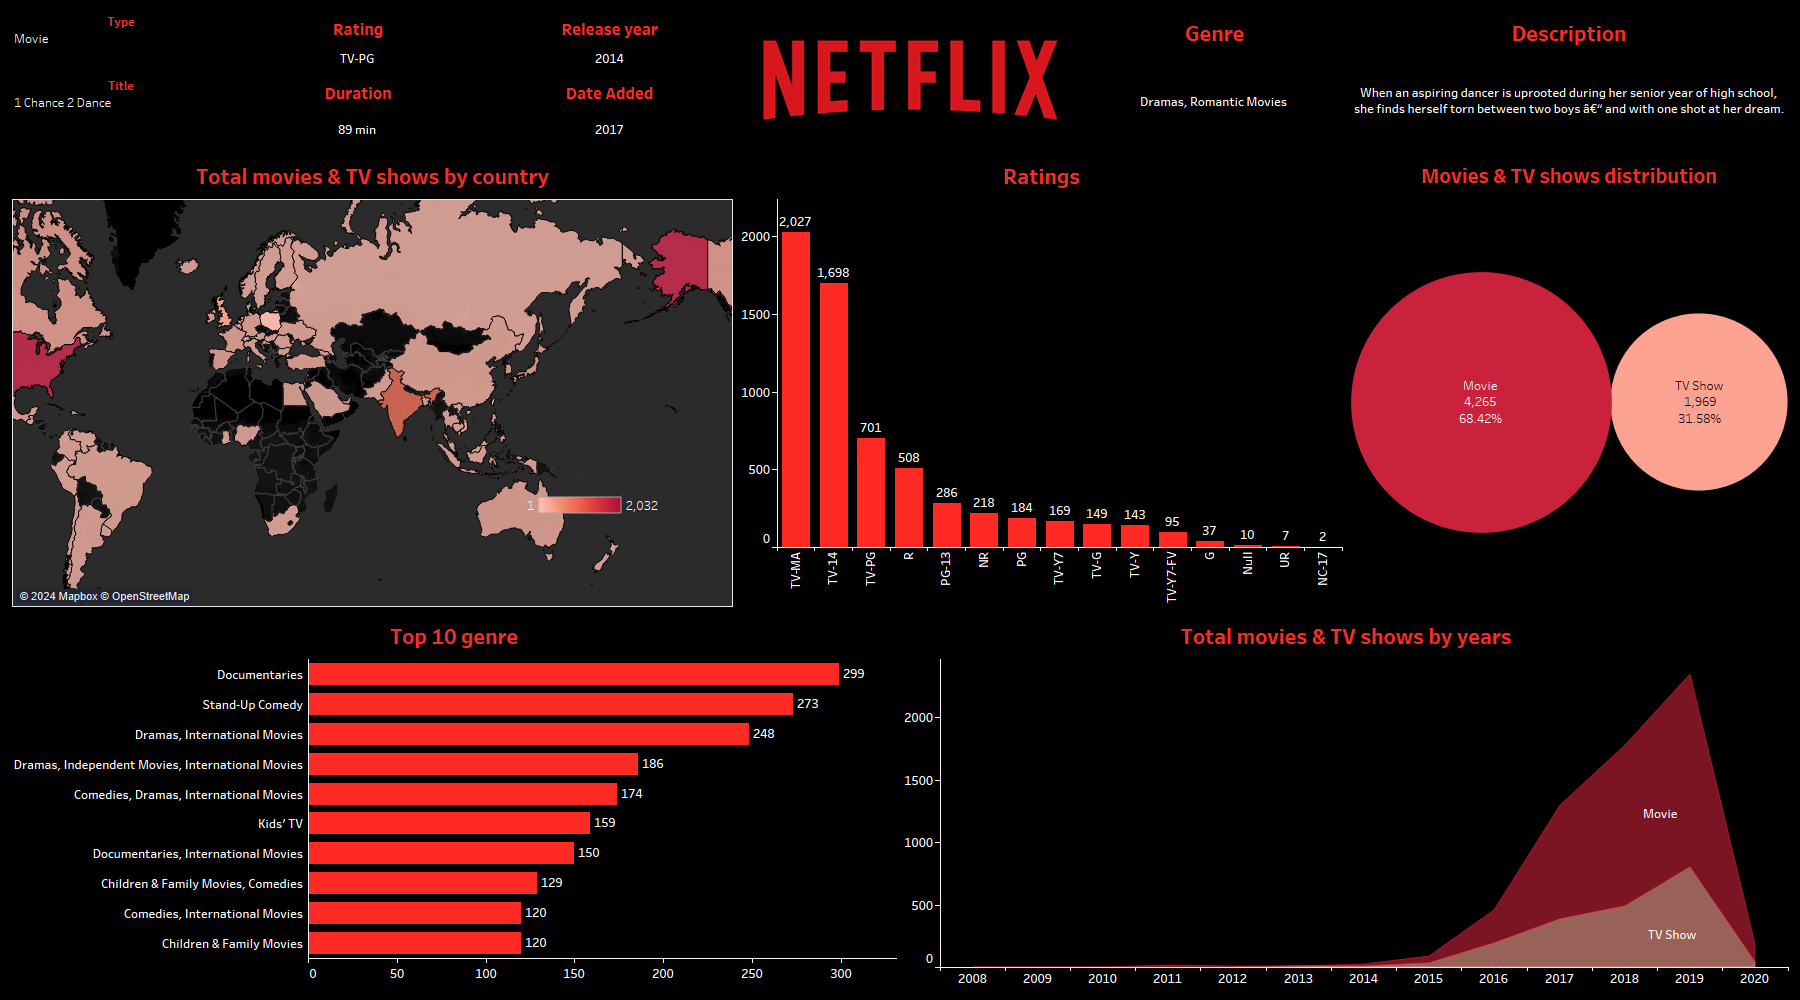 Type
Movie
Title
1 Chance 2 Dance
Rating
TV-PG
Duration
89 min
Release year
2014
Date Added
2017
NETFLIX
Genre
Dramas, Romantic Movies
Description
When an aspiring dancer is uprooted during her senior year of high school,
she finds herself torn between two boys â€“ and with one shot at her dream.
Total movies & TV shows by country
1
2,032
© 2024 Mapbox © OpenStreetMap
Ratings
2000
1500
1000
500
0
2,027
1,698
701
508
286
218
184
169
149
143
95
37
10
7
2
TV-MA
TV-14
TV-PG
R
PG-13
NR
PG
TV-Y7
TV-G
TV-Y
TV-Y7-FV
G
Null
UR
NC-17
Movies & TV shows distribution
Movie
4,265
68.42%
TV Show
1,969
31.58%
Top 10 genre
Documentaries 299
Stand-Up Comedy 273
Dramas, International Movies 248
Dramas, Independent Movies, International Movies 186
Comedies, Dramas, International Movies 174
Kids' TV 159
Documentaries, International Movies 150
Children & Family Movies, Comedies 129
Comedies, International Movies 120
Children & Family Movies 120
0 50 100 150 200 250 300
Total movies & TV shows by years
2000
1500
1000
500
0
Movie
TV Show
2008 2009 2010 2011 2012 2013 2014 2015 2016 2017 2018 2019 2020